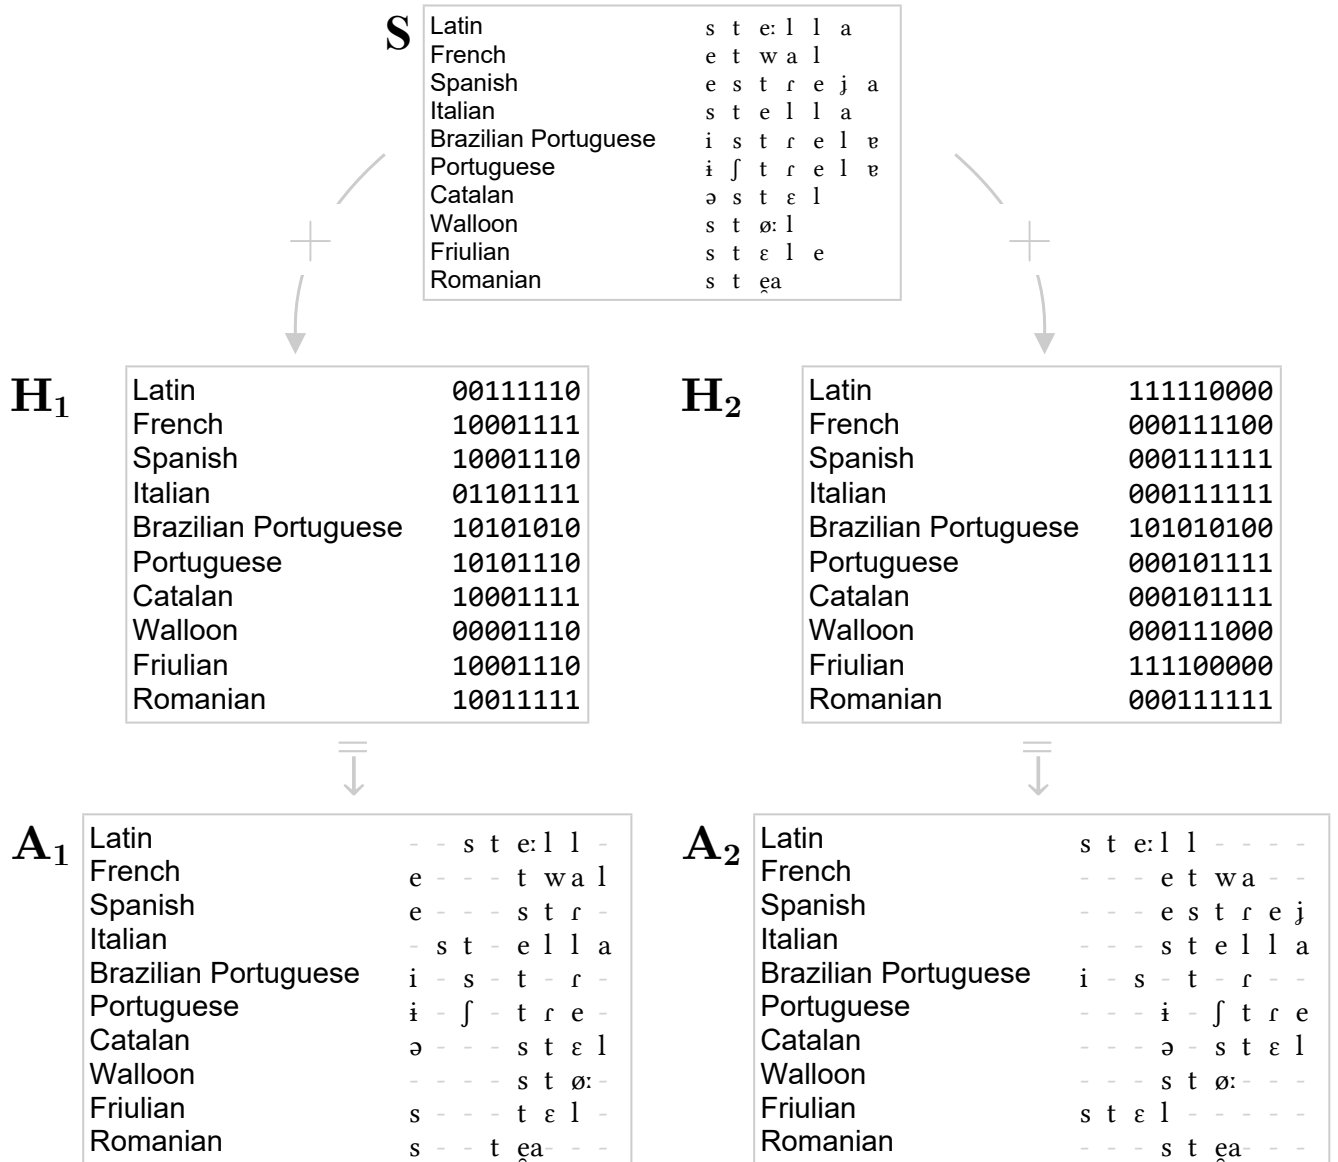 S
Latin s t eː l l a
French e t w a l
Spanish e s t ɾ e ʝ a
Italian s t e l l a
Brazilian Portuguese i s t ɾ e l ɐ
Portuguese ɨ ʃ t ɾ e l ɐ
Catalan ə s t ɛ l
Walloon s t øː l
Friulian s t ɛ l e
Romanian s t e̯a
H₁
Latin 00111110
French 10001111
Spanish 10001110
Italian 01101111
Brazilian Portuguese 10101010
Portuguese 10101110
Catalan 10001111
Walloon 00001110
Friulian 10001110
Romanian 10011111
H₂
Latin 111110000
French 000111100
Spanish 000111111
Italian 000111111
Brazilian Portuguese 101010100
Portuguese 000101111
Catalan 000101111
Walloon 000111000
Friulian 111100000
Romanian 000111111
A₁
Latin - - s t eː l l -
French e - - - t w a l
Spanish e - - - s t ɾ -
Italian - s t - e l l a
Brazilian Portuguese i - s - t - ɾ -
Portuguese ɨ - ʃ - t ɾ e -
Catalan ə - - - s t ɛ l
Walloon - - - - s t øː -
Friulian s - - - t ɛ l -
Romanian s - - t e̯a - - -
A₂
Latin s t eː l l - - - -
French - - - e t w a - -
Spanish - - - e s t ɾ e ʝ
Italian - - - s t e l l a
Brazilian Portuguese i - s - t - ɾ - -
Portuguese - - - ɨ - ʃ t ɾ e
Catalan - - - ə - s t ɛ l
Walloon - - - s t øː - - -
Friulian s t ɛ l - - - - -
Romanian - - - s t e̯a - - -